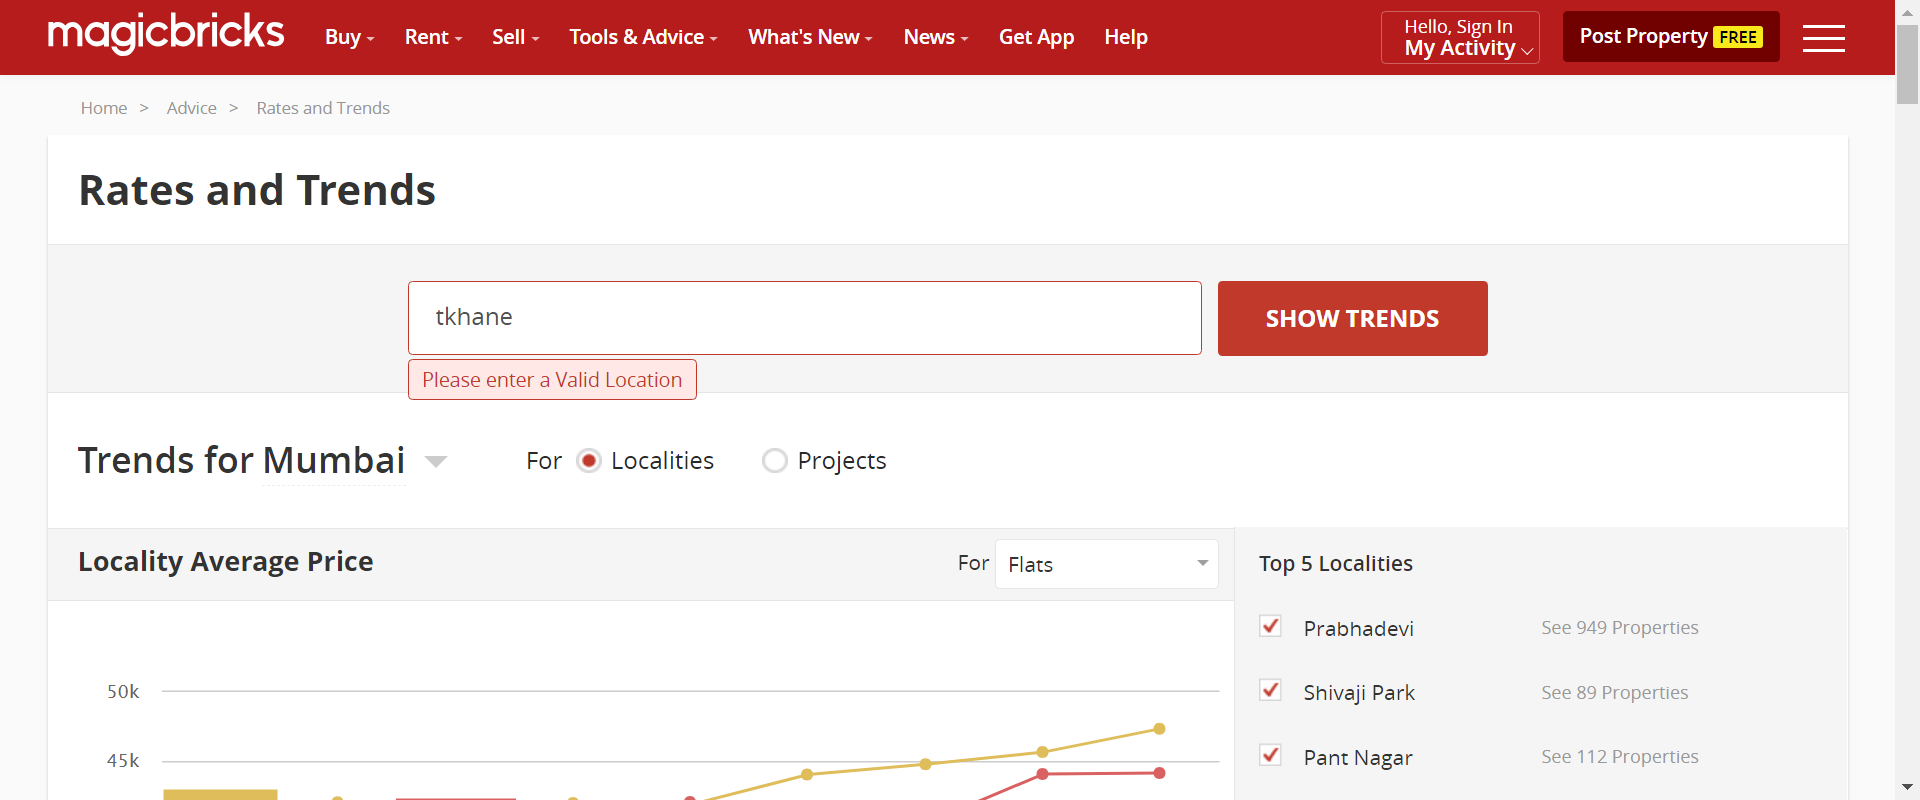 magicbricks
Buy Rent Sell Tools & Advice What's New News Get App Help
Hello, Sign In
My Activity
Post Property FREE
Home > Advice > Rates and Trends
Rates and Trends
tkhane
SHOW TRENDS
Please enter a Valid Location
Trends for Mumbai For Localities Projects
Locality Average Price For Flats
Top 5 Localities
Prabhadevi See 949 Properties
Shivaji Park See 89 Properties
Pant Nagar See 112 Properties
50k
45k